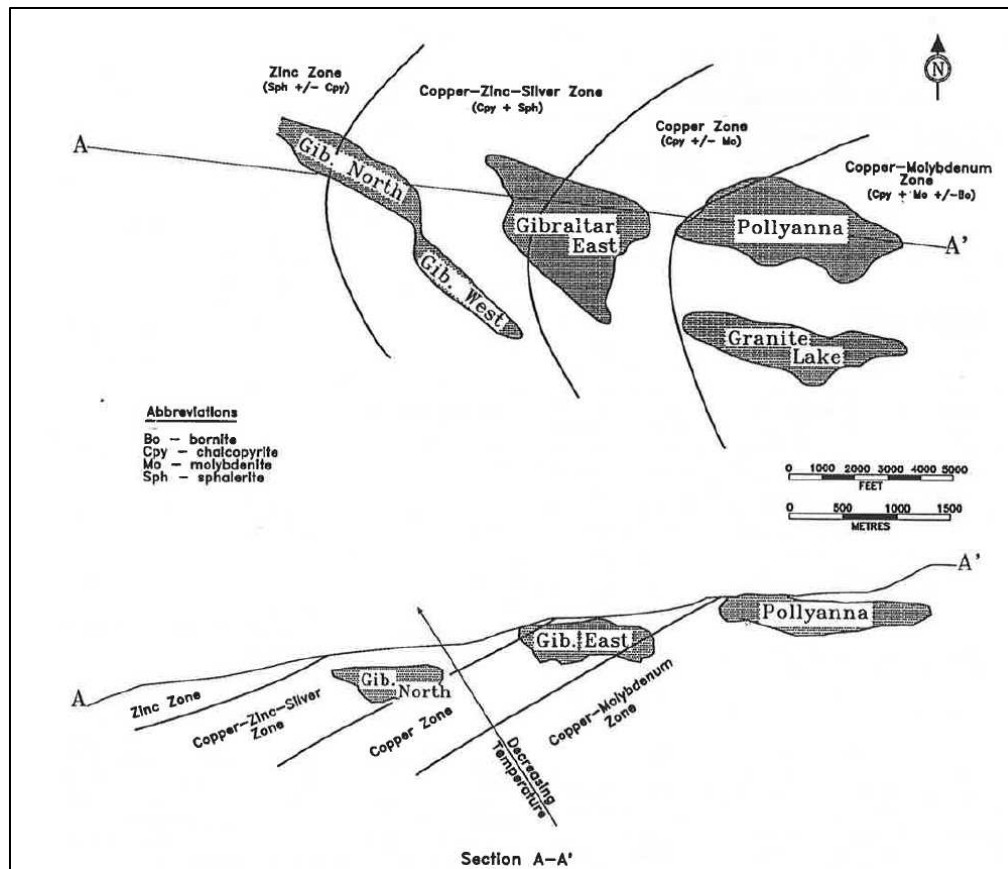 Zinc Zone
(Sph +/- Cpy)
Copper-Zinc-Silver Zone
(Cpy + Sph)
Copper Zone
(Cpy +/- Mo)
Copper-Molybdenum
Zone
(Cpy + Mo +/-Bo)
N
A
A'
Gib. North
Gib. West
Gibraltar
East
Pollyanna
Granite
Lake
Abbreviations
Bo – bornite
Cpy – chalcopyrite
Mo – molybdenite
Sph – sphalerite
0 1000 2000 3000 4000 5000
FEET
0 500 1000 1500
METRES
A'
Pollyanna
Gib. East
Gib.
North
A
Zinc Zone
Copper-Zinc-Silver
Zone
Copper Zone
Copper-Molybdenum
Zone
Decreasing
Temperature
Section A-A'